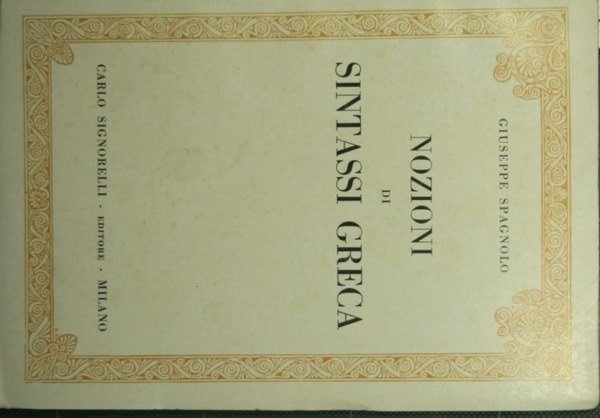 GIUSEPPE SPAGNOLO
NOZIONI
DI
SINTASSI GRECA
CARLO SIGNORELLI - EDITORE - MILANO